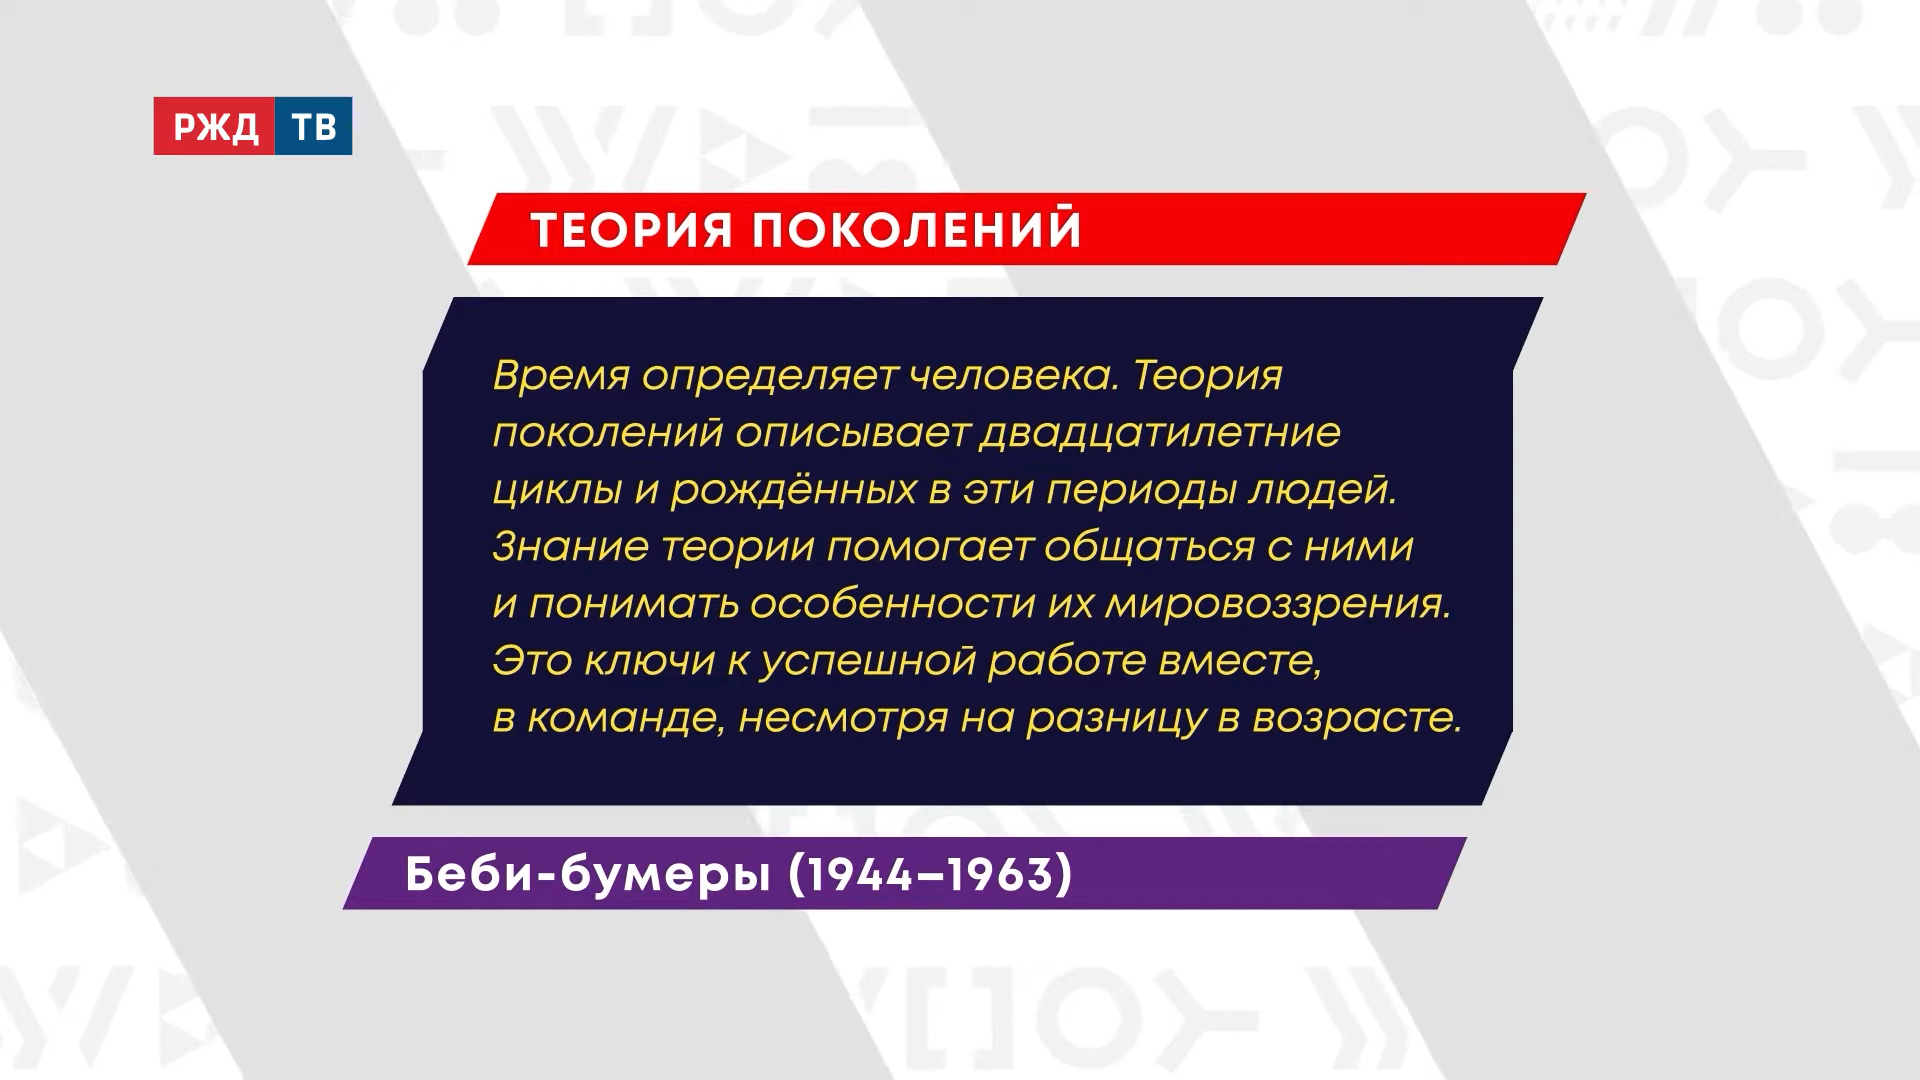 РЖД ТВ
ТЕОРИЯ ПОКОЛЕНИЙ
Время определяет человека. Теория
поколений описывает двадцатилетние
циклы и рождённых в эти периоды людей.
Знание теории помогает общаться с ними
и понимать особенности их мировоззрения.
Это ключи к успешной работе вместе,
в команде, несмотря на разницу в возрасте.
Беби-бумеры (1944–1963)